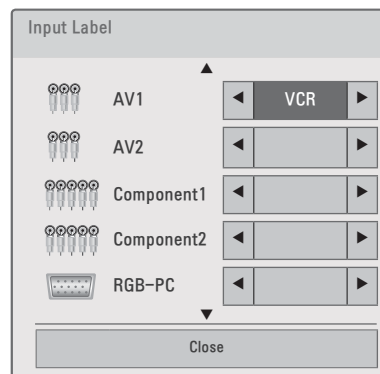 Input Label
AV1
VCR
AV2
Component1
Component2
RGB-PC
Close